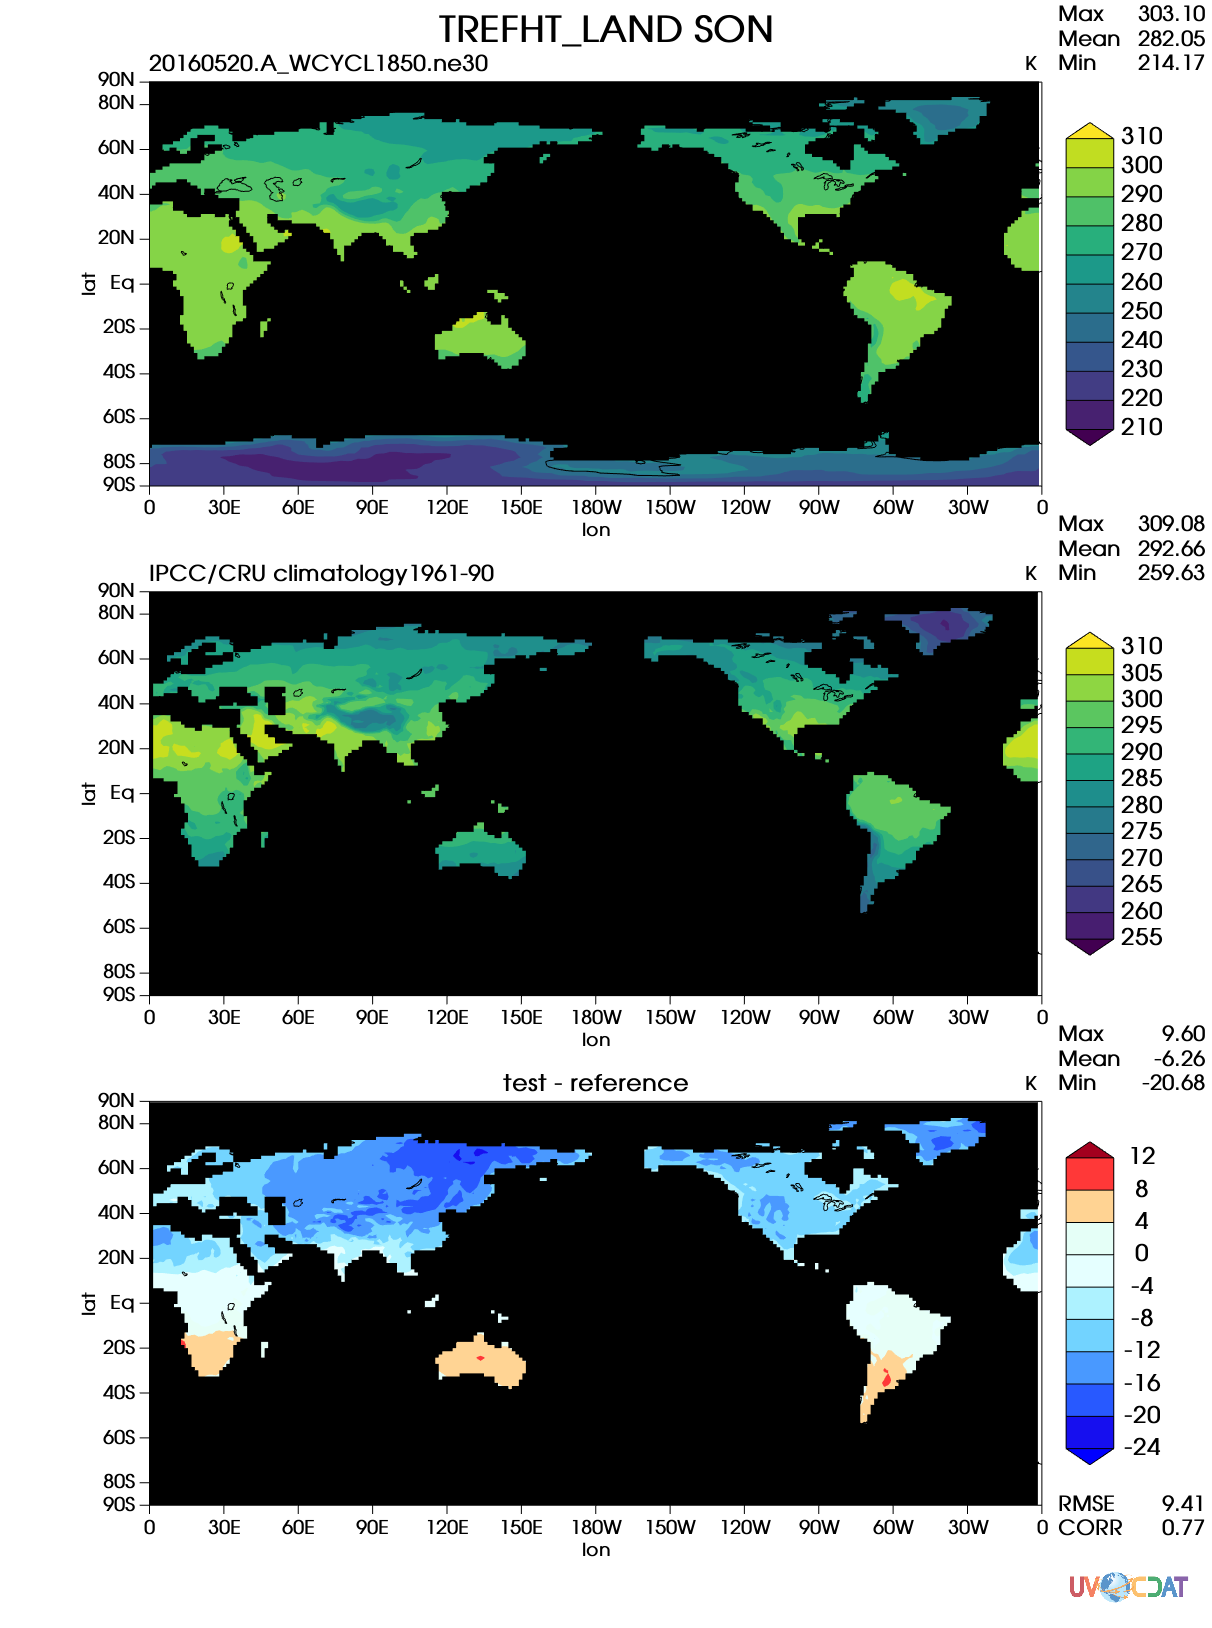 TREFHT_LAND SON
Max 303.10
Mean 282.05
Min 214.17
20160520.A_WCYCL1850.ne30 K
90N
80N
60N
40N
20N
Eq
20S
40S
60S
80S
90S
lat
0 30E 60E 90E 120E 150E 180W 150W 120W 90W 60W 30W 0
lon
310
300
290
280
270
260
250
240
230
220
210
Max 309.08
Mean 292.66
Min 259.63
IPCC/CRU climatology1961-90 K
90N
80N
60N
40N
20N
Eq
20S
40S
60S
80S
90S
lat
0 30E 60E 90E 120E 150E 180W 150W 120W 90W 60W 30W 0
lon
310
305
300
295
290
285
280
275
270
265
260
255
Max 9.60
Mean -6.26
Min -20.68
test - reference K
90N
80N
60N
40N
20N
Eq
20S
40S
60S
80S
90S
lat
0 30E 60E 90E 120E 150E 180W 150W 120W 90W 60W 30W 0
lon
12
8
4
0
-4
-8
-12
-16
-20
-24
RMSE 9.41
CORR 0.77
UV CDAT